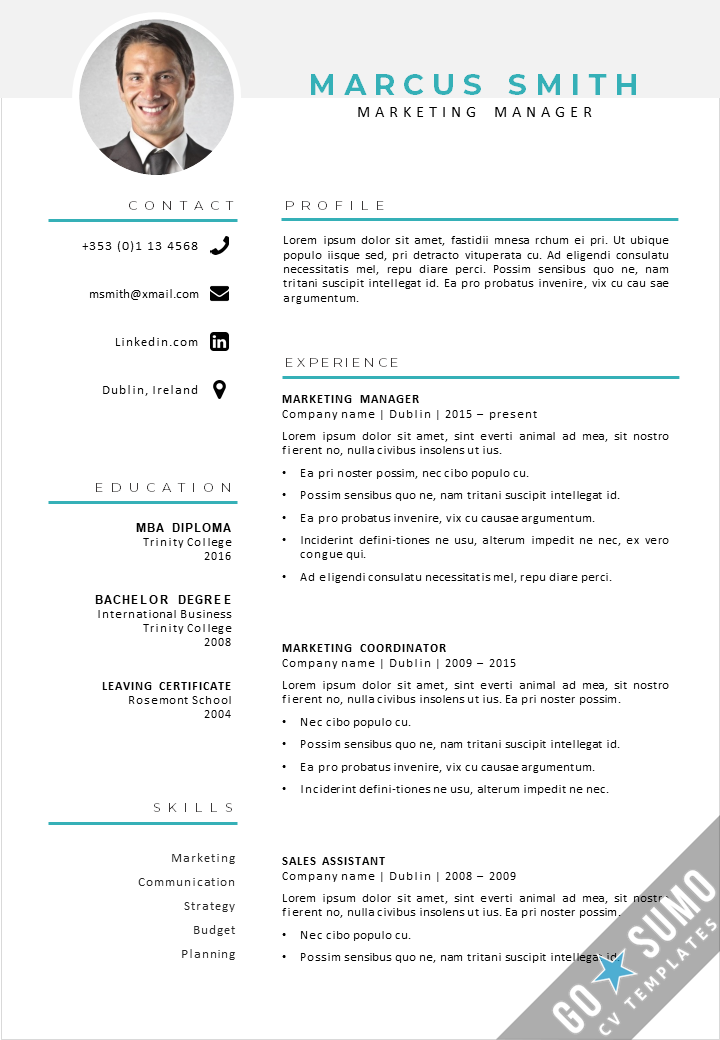 MARCUS SMITH
MARKETING MANAGER
CONTACT
+353 (0)1 13 4568
msmith@xmail.com
Linkedin.com
Dublin, Ireland
EDUCATION
MBA DIPLOMA
Trinity College
2016
BACHELOR DEGREE
International Business
Trinity College
2008
LEAVING CERTIFICATE
Rosemont School
2004
SKILLS
Marketing
Communication
Strategy
Budget
Planning
PROFILE
Lorem ipsum dolor sit amet, fastidii mnesa rchum ei pri. Ut ubique
populo iisque sed, pri detracto vituperata cu. Ad eligendi consulatu
necessitatis mel, repu diare perci. Possim sensibus quo ne, nam
tritani suscipit intellegat id. Ea pro probatus invenire, vix cu cau sae
argumentum.
EXPERIENCE
MARKETING MANAGER
Company name | Dublin | 2015 – present
Lorem ipsum dolor sit amet, sint everti animal ad mea, sit nostro
fierent no, nulla civibus insolens ut ius.
• Ea pri noster possim, nec cibo populo cu.
• Possim sensibus quo ne, nam tritani suscipit intellegat id.
• Ea pro probatus invenire, vix cu causae argumentum.
• Inciderint defini-tiones ne usu, alterum impedit ne nec, ex vero
congue qui.
• Ad eligendi consulatu necessitatis mel, repu diare perci.
MARKETING COORDINATOR
Company name | Dublin | 2009 – 2015
Lorem ipsum dolor sit amet, sint everti animal ad mea, sit nostro
fierent no, nulla civibus insolens ut ius. Ea pri noster possim.
• Nec cibo populo cu.
• Possim sensibus quo ne, nam tritani suscipit intellegat id.
• Ea pro probatus invenire, vix cu causae argumentum.
• Inciderint defini-tiones ne usu, alterum impedit ne nec.
SALES ASSISTANT
Company name | Dublin | 2008 – 2009
Lorem ipsum dolor sit amet, sint everti animal ad mea, sit nostro
fierent no, nulla civibus insolens ut ius. Ea pri noster possim.
• Nec cibo populo cu.
• Possim sensibus quo ne, nam tritani suscipit intellegat id.
GO SUMO
CV TEMPLATES